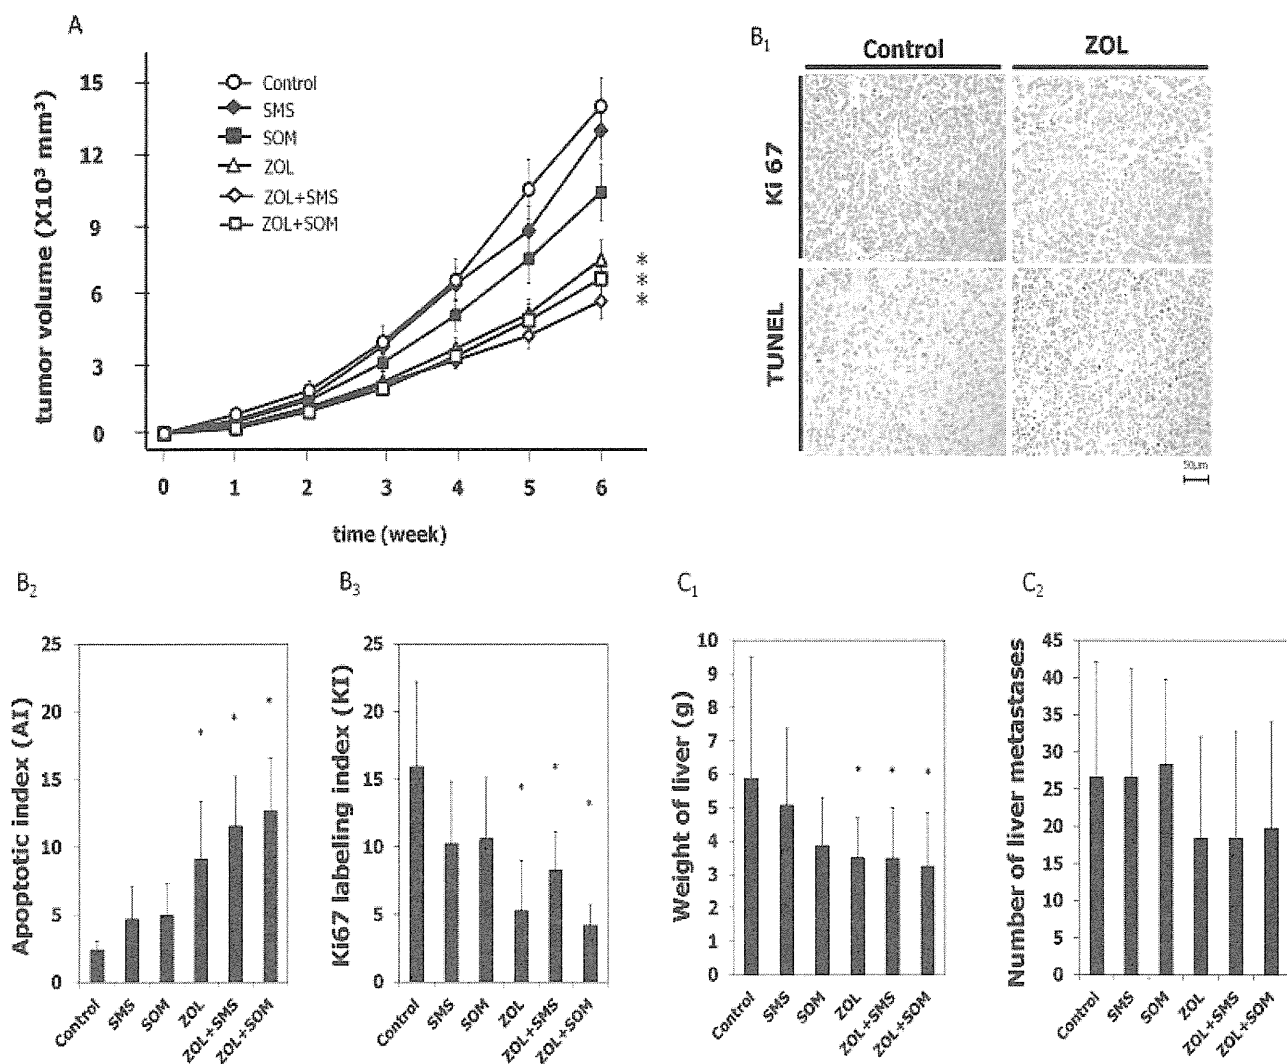 A
tumor volume (X10³ mm³)
15
12
9
6
3
0
Control
SMS
SOM
ZOL
ZOL+SMS
ZOL+SOM
*
*
*
0 1 2 3 4 5 6
time (week)
B₁
Control ZOL
Ki 67
TUNEL
50µm
B₂
Apoptotic index (AI)
25
20
15
10
5
0
* * *
Control SMS SOM ZOL ZOL+SMS ZOL+SOM
B₃
Ki67 labeling index (KI)
25
20
15
10
5
0
* * *
Control SMS SOM ZOL ZOL+SMS ZOL+SOM
C₁
Weight of liver (g)
10
9
8
7
6
5
4
3
2
1
0
* * *
Control SMS SOM ZOL ZOL+SMS ZOL+SOM
C₂
Number of liver metastases
45
40
35
30
25
20
15
10
5
0
Control SMS SOM ZOL ZOL+SMS ZOL+SOM